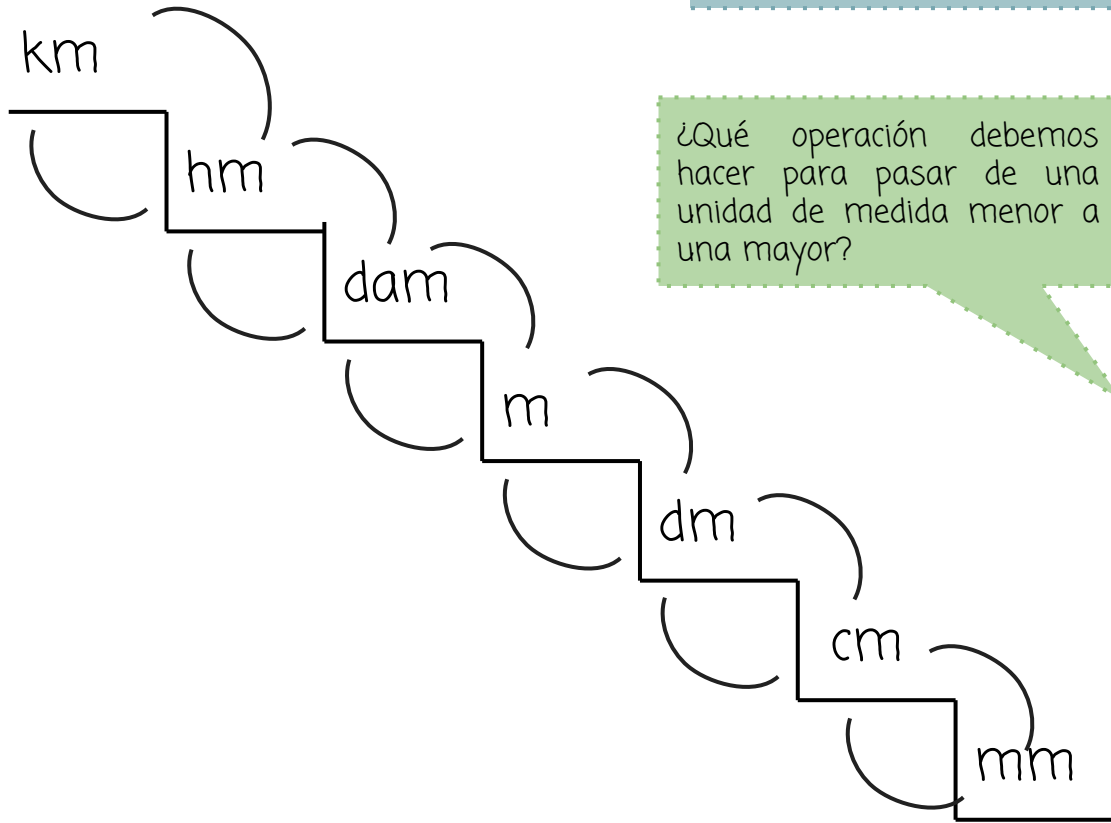 km
hm
¿Qué operación debemos
hacer para pasar de una
unidad de medida menor a
una mayor?
dam
m
dm
cm
mm